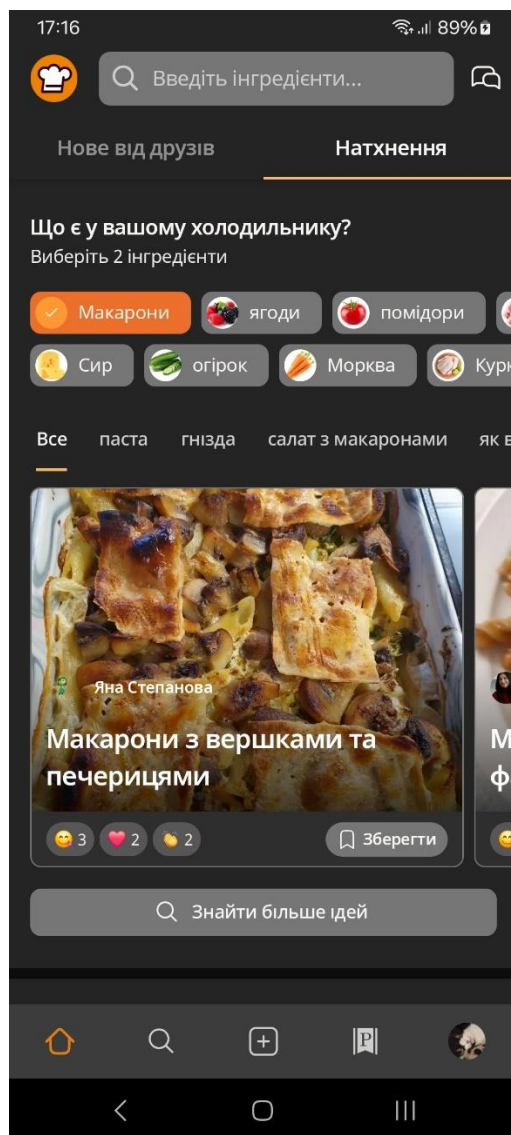 17:16
89%
Введіть інгредієнти...
Нове від друзів
Натхнення
Що є у вашому холодильнику?
Виберіть 2 інгредієнти
Макарони
ягоди
помідори
Сир
огірок
Морква
Курк
Все
паста
гнізда
салат з макаронами
як в
Яна Степанова
Макарони з вершками та
печерицями
М
ф
3
2
2
Зберегти
Знайти більше ідей
P